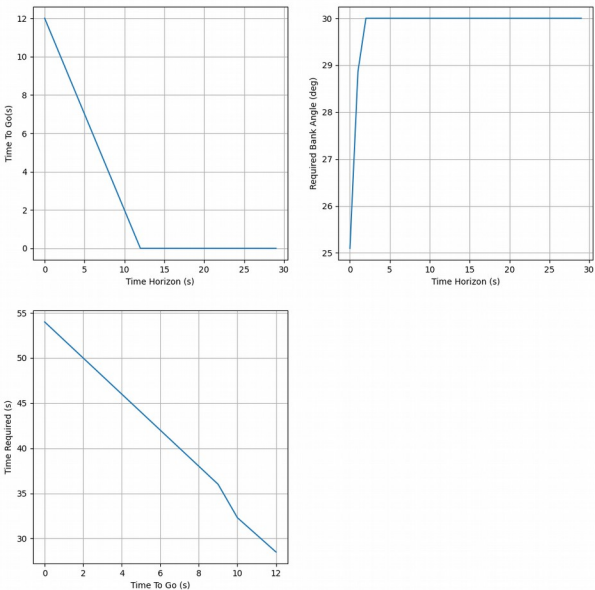 12
10
8
6
4
2
0
Time To Go(s)
0 5 10 15 20 25 30
Time Horizon (s)
30
29
28
27
26
25
Required Bank Angle (deg)
0 5 10 15 20 25 30
Time Horizon (s)
55
50
45
40
35
30
Time Required (s)
0 2 4 6 8 10 12
Time To Go (s)